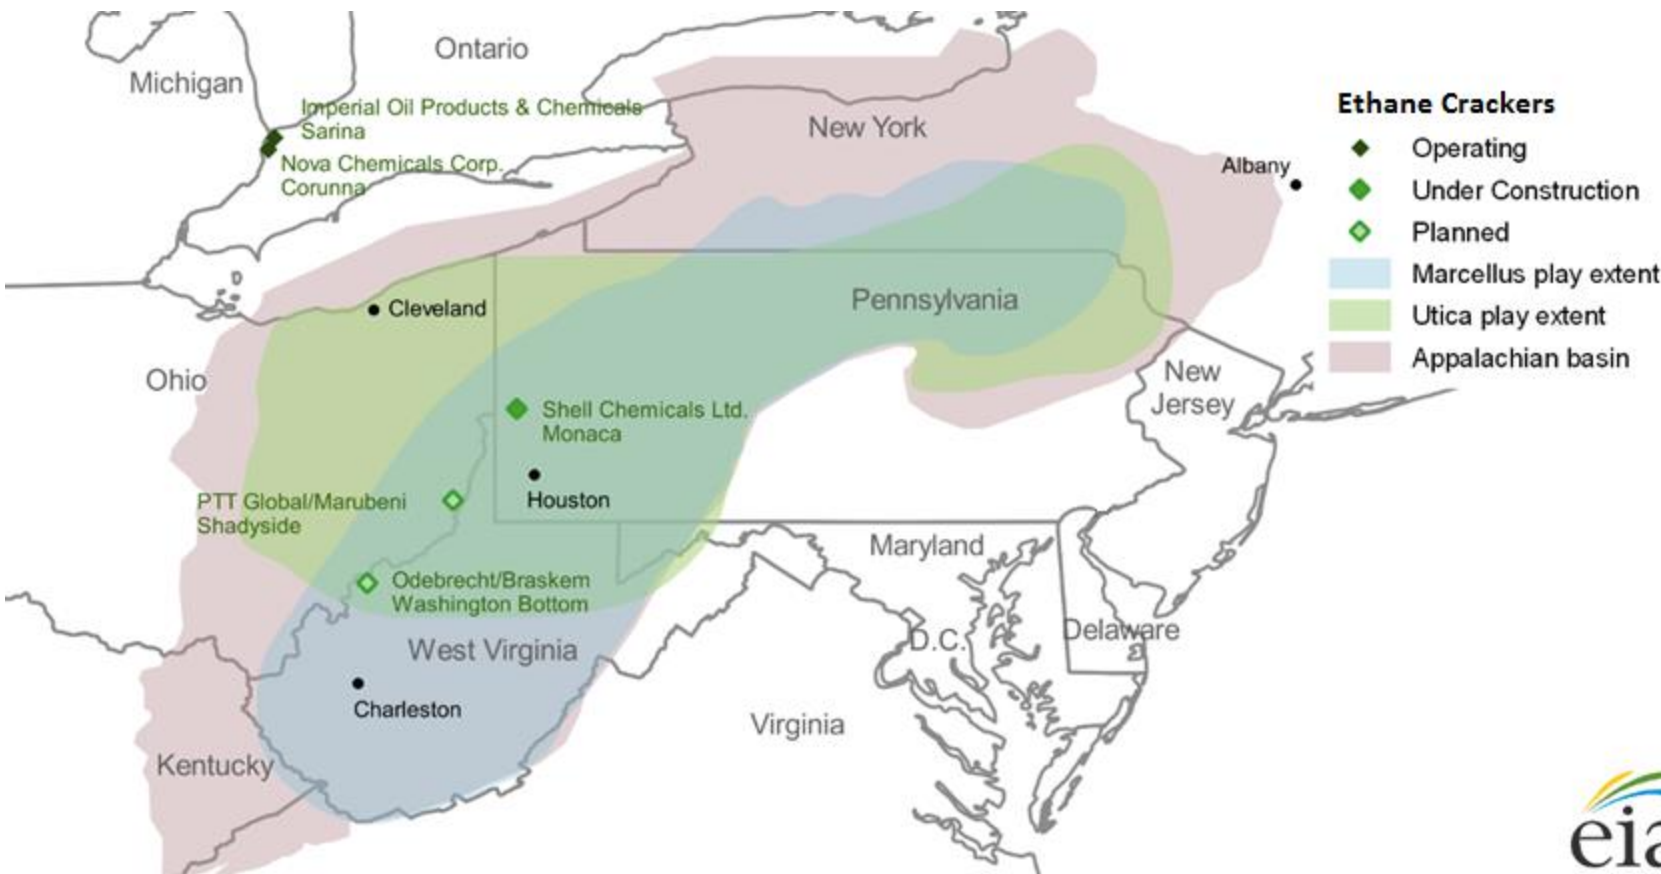 Ontario
Michigan
Imperial Oil Products & Chemicals
Sarina
Nova Chemicals Corp.
Corunna
New York
Albany
Cleveland
Pennsylvania
Ohio
New
Jersey
Shell Chemicals Ltd.
Monaca
Houston
PTT Global/Marubeni
Shadyside
Maryland
Odebrecht/Braskem
Washington Bottom
D.C.
Delaware
West Virginia
Charleston
Virginia
Kentucky
Ethane Crackers
Operating
Under Construction
Planned
Marcellus play extent
Utica play extent
Appalachian basin
eia